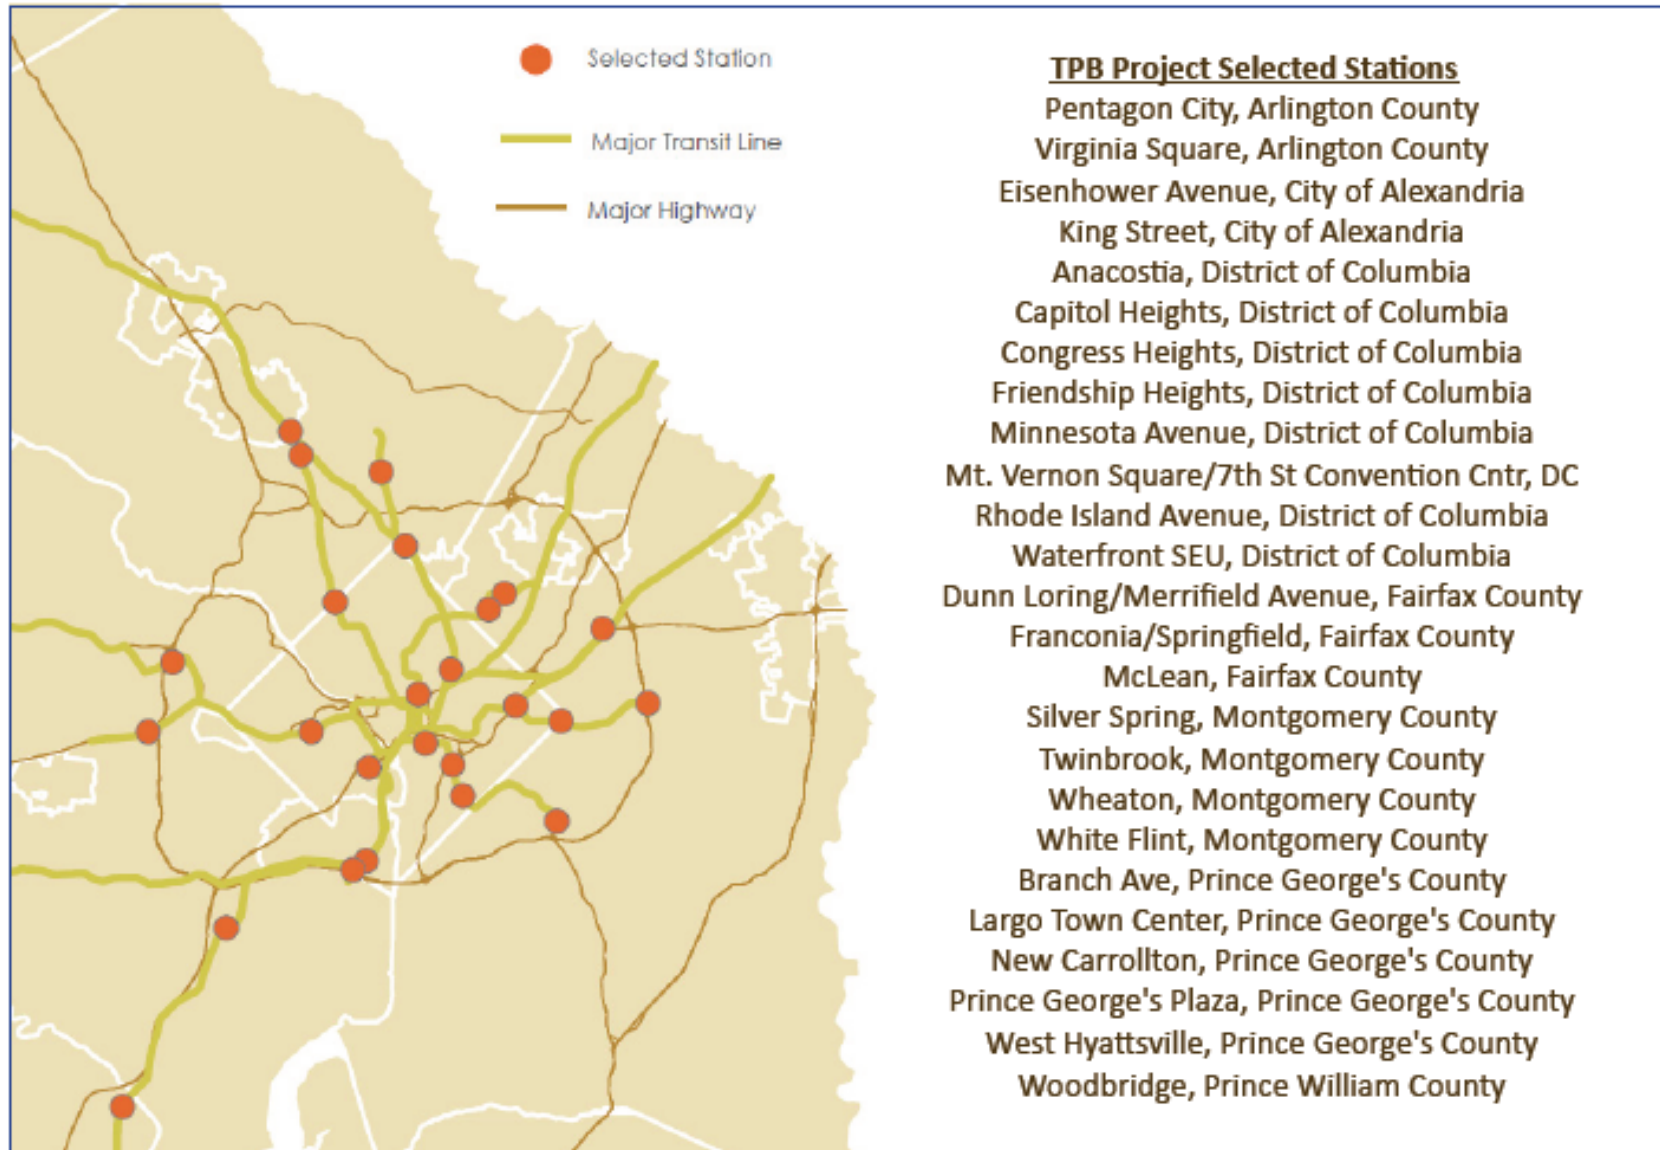 Selected Station
Major Transit Line
Major Highway
TPB Project Selected Stations
Pentagon City, Arlington County
Virginia Square, Arlington County
Eisenhower Avenue, City of Alexandria
King Street, City of Alexandria
Anacostia, District of Columbia
Capitol Heights, District of Columbia
Congress Heights, District of Columbia
Friendship Heights, District of Columbia
Minnesota Avenue, District of Columbia
Mt. Vernon Square/7th St Convention Cntr, DC
Rhode Island Avenue, District of Columbia
Waterfront SEU, District of Columbia
Dunn Loring/Merrifield Avenue, Fairfax County
Franconia/Springfield, Fairfax County
McLean, Fairfax County
Silver Spring, Montgomery County
Twinbrook, Montgomery County
Wheaton, Montgomery County
White Flint, Montgomery County
Branch Ave, Prince George's County
Largo Town Center, Prince George's County
New Carrollton, Prince George's County
Prince George's Plaza, Prince George's County
West Hyattsville, Prince George's County
Woodbridge, Prince William County